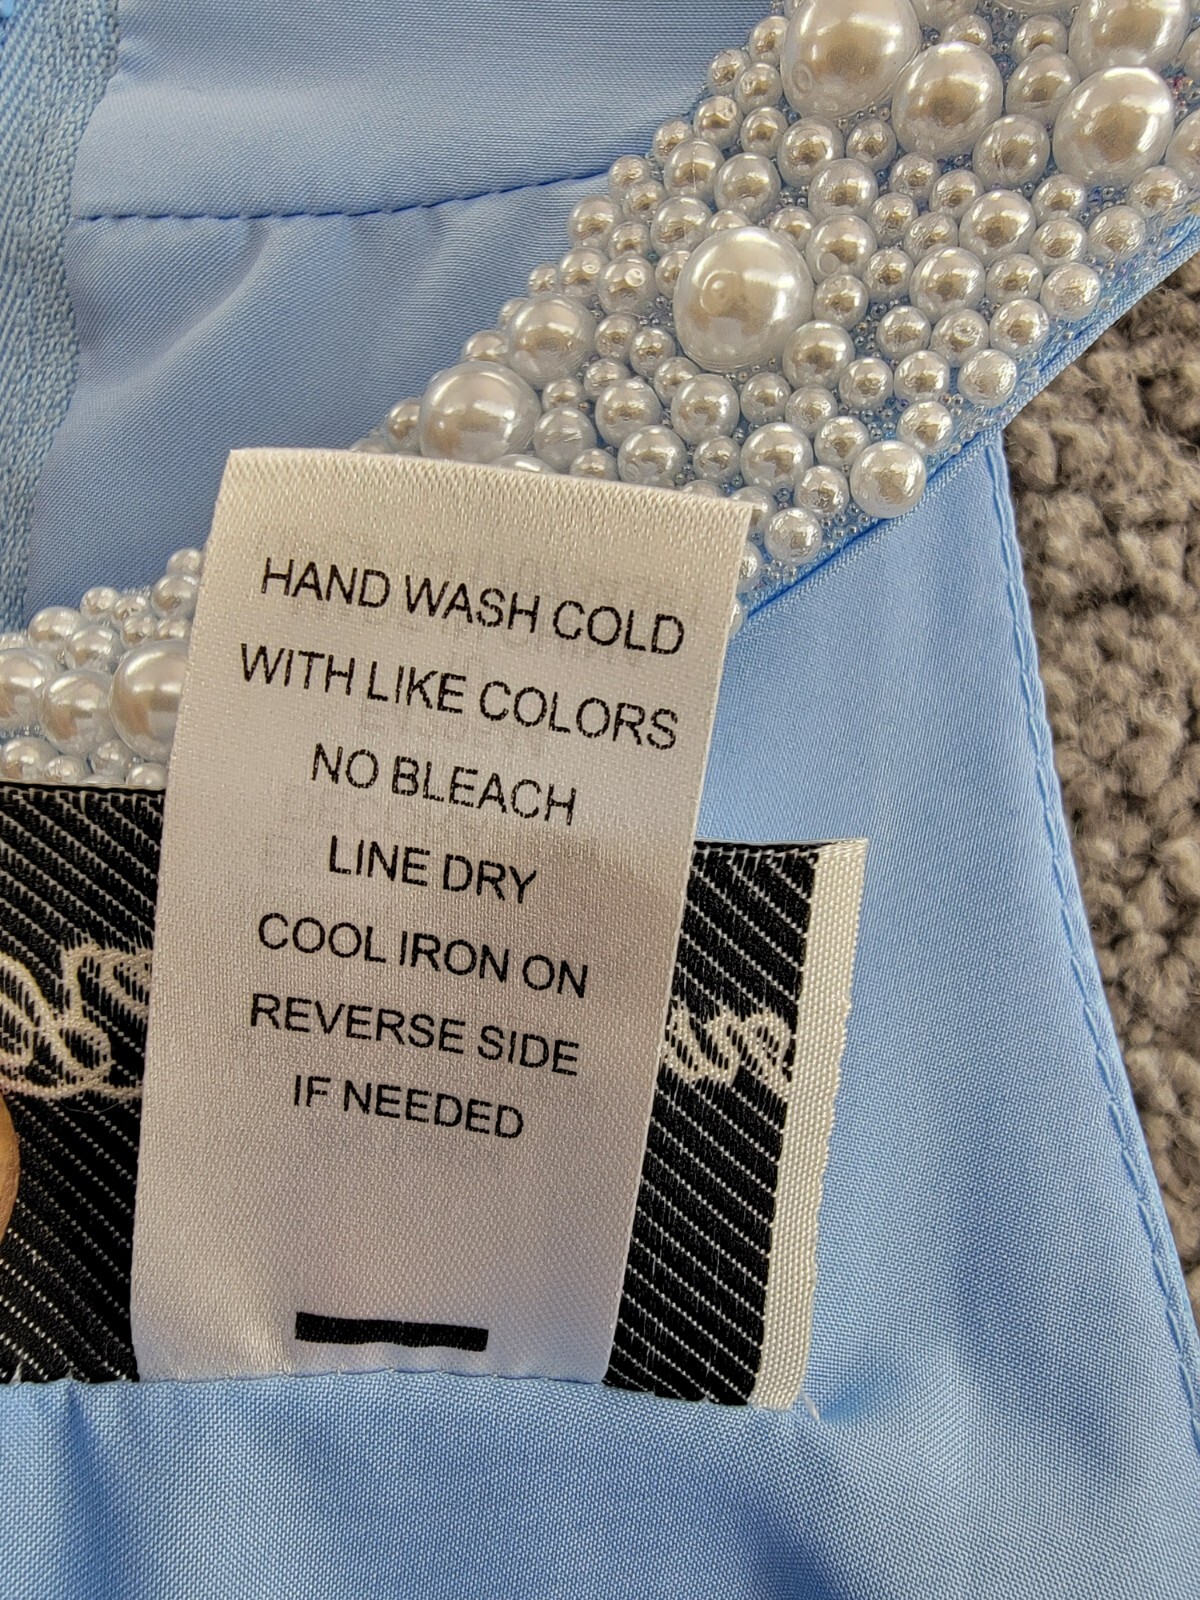 HAND WASH COLD
WITH LIKE COLORS
NO BLEACH
LINE DRY
COOL IRON ON
REVERSE SIDE
IF NEEDED